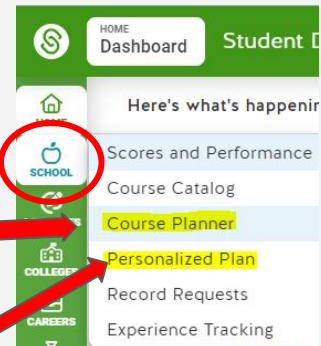 HOME
Dashboard
Student
Here's what's
HOME
SCHOOL
Scores and Performance
Course Catalog
Course Planner
Personalized Plan
COLLEGES
Record Requests
CAREERS
Experience Tracking